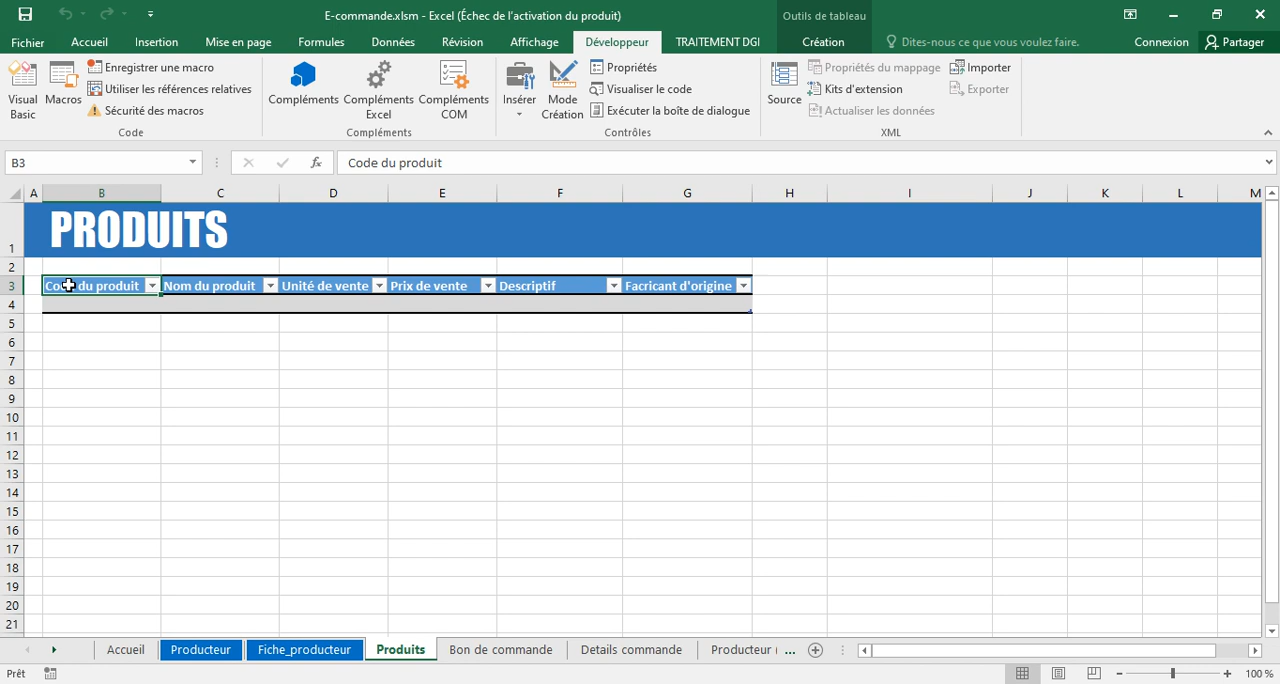 E-commande.xlsm - Excel (Échec de l'activation du produit)
Outils de tableau
Fichier Accueil Insertion Mise en page Formules Données Révision Affichage Développeur TRAITEMENT DGI Création Dites-nous ce que vous voulez faire. Connexion Partager
Visual Basic
Macros
Enregistrer une macro
Utiliser les références relatives
Sécurité des macros
Code
Compléments
Compléments Excel
Compléments COM
Compléments
Insérer
Mode Création
Propriétés
Visualiser le code
Exécuter la boîte de dialogue
Contrôles
Source
Propriétés du mappage
Kits d'extension
Actualiser les données
Importer
Exporter
XML
B3
fx
Code du produit
A B C D E F G H I J K L M
1 PRODUITS
2
3 Code du produit Nom du produit Unité de vente Prix de vente Descriptif Facricant d'origine
4
5
6
7
8
9
10
11
12
13
14
15
16
17
18
19
20
21
Accueil Producteur Fiche_producteur Produits Bon de commande Details commande Producteur ( ...
Prêt
100 %